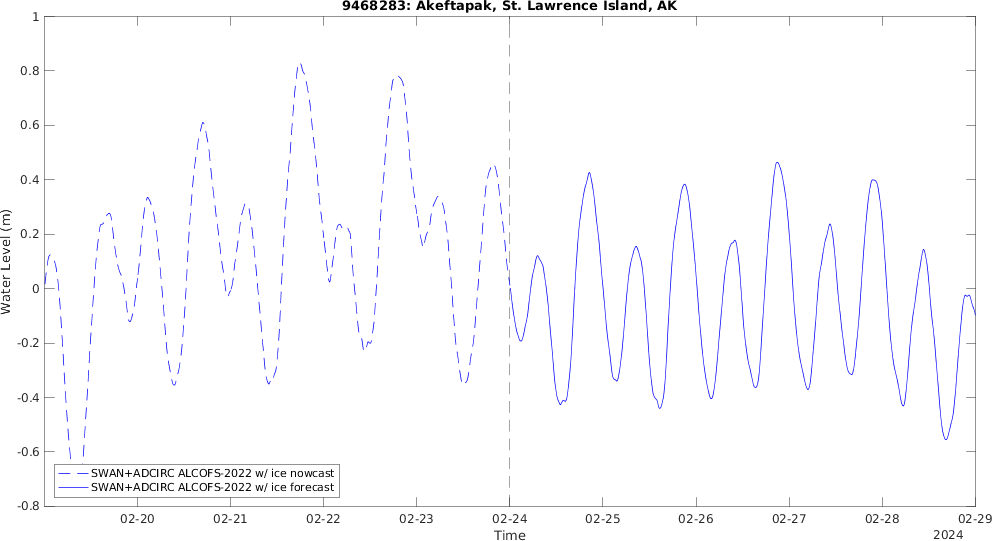 9468283: Akeftapak, St. Lawrence Island, AK
1
0.8
0.6
0.4
0.2
0
-0.2
-0.4
-0.6
-0.8
Water Level (m)
SWAN+ADCIRC ALCOFS-2022 w/ ice nowcast
SWAN+ADCIRC ALCOFS-2022 w/ ice forecast
02-20 02-21 02-22 02-23 02-24 02-25 02-26 02-27 02-28 02-29
Time
2024